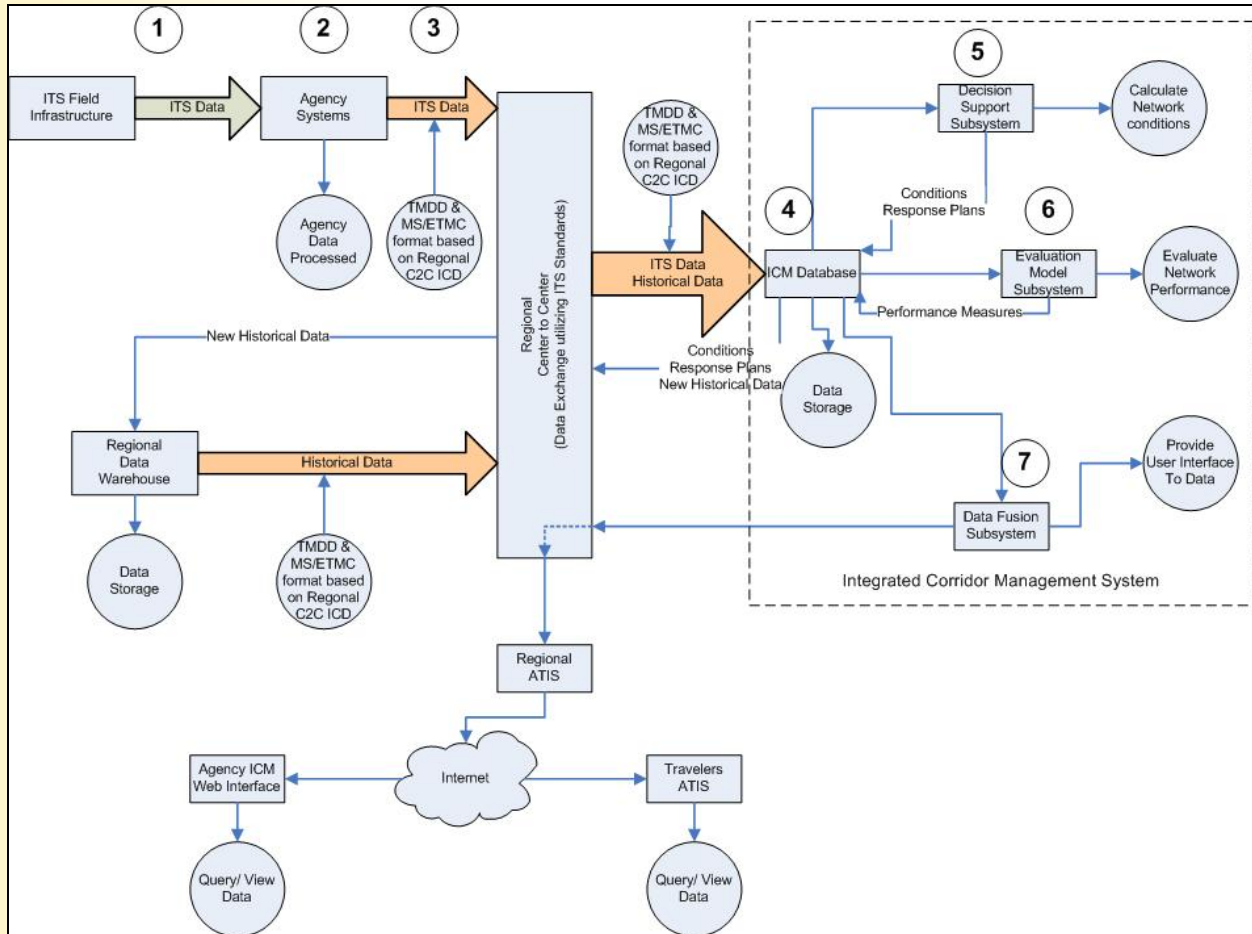 1
2
3
ITS Field
Infrastructure
ITS Data
Agency
Systems
ITS Data
Agency
Data
Processed
TMDD &
MS/ETMC
format based
on Regional
C2C ICD
Regional
Center to Center
(Data Exchange utilizing ITS Standards)
TMDD &
MS/ETMC
format based
on Regonal
C2C ICD
ITS Data
Historical Data
4
ICM Database
5
Decision
Support
Subsystem
Calculate
Network
conditions
Conditions
Response Plans
6
Evaluation
Model
Subsystem
Evaluate
Network
Performance
Performance Measures
Conditions
Response Plans
New Historical Data
Data
Storage
7
Data Fusion
Subsystem
Provide
User Interface
To Data
Integrated Corridor Management System
New Historical Data
Regional
Data
Warehouse
Historical Data
Data
Storage
TMDD &
MS/ETMC
format based
on Regional
C2C ICD
Regional
ATIS
Internet
Agency ICM
Web Interface
Travelers
ATIS
Query/ View
Data
Query/ View
Data